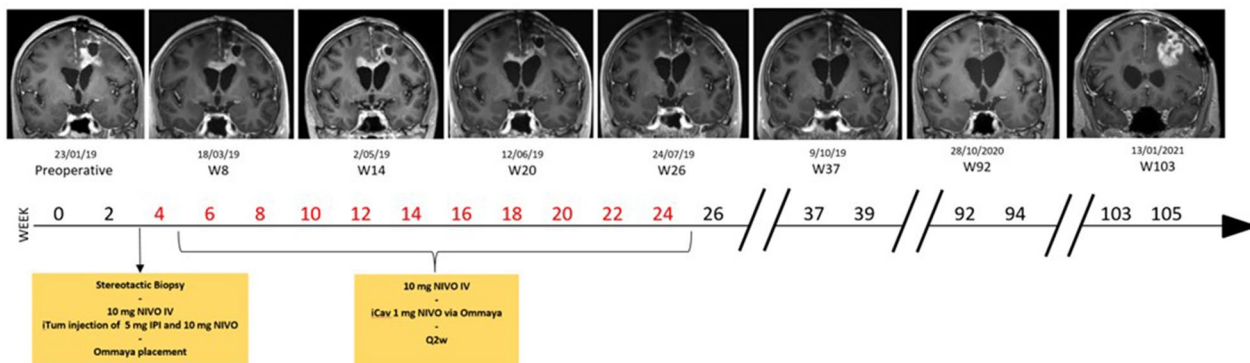 23/01/19 18/03/19 2/05/19 12/06/19 24/07/19 9/10/19 28/10/2020 13/01/2021
Preoperative W8 W14 W20 W26 W37 W92 W103
WEEK 0 2 4 6 8 10 12 14 16 18 20 22 24 26 37 39 92 94 103 105
Stereotactic Biopsy
-
10 mg NIVO IV
iTum injection of 5 mg IPI and 10 mg NIVO
-
Ommaya placement
10 mg NIVO IV
-
iCav 1 mg NIVO via Ommaya
-
Q2w